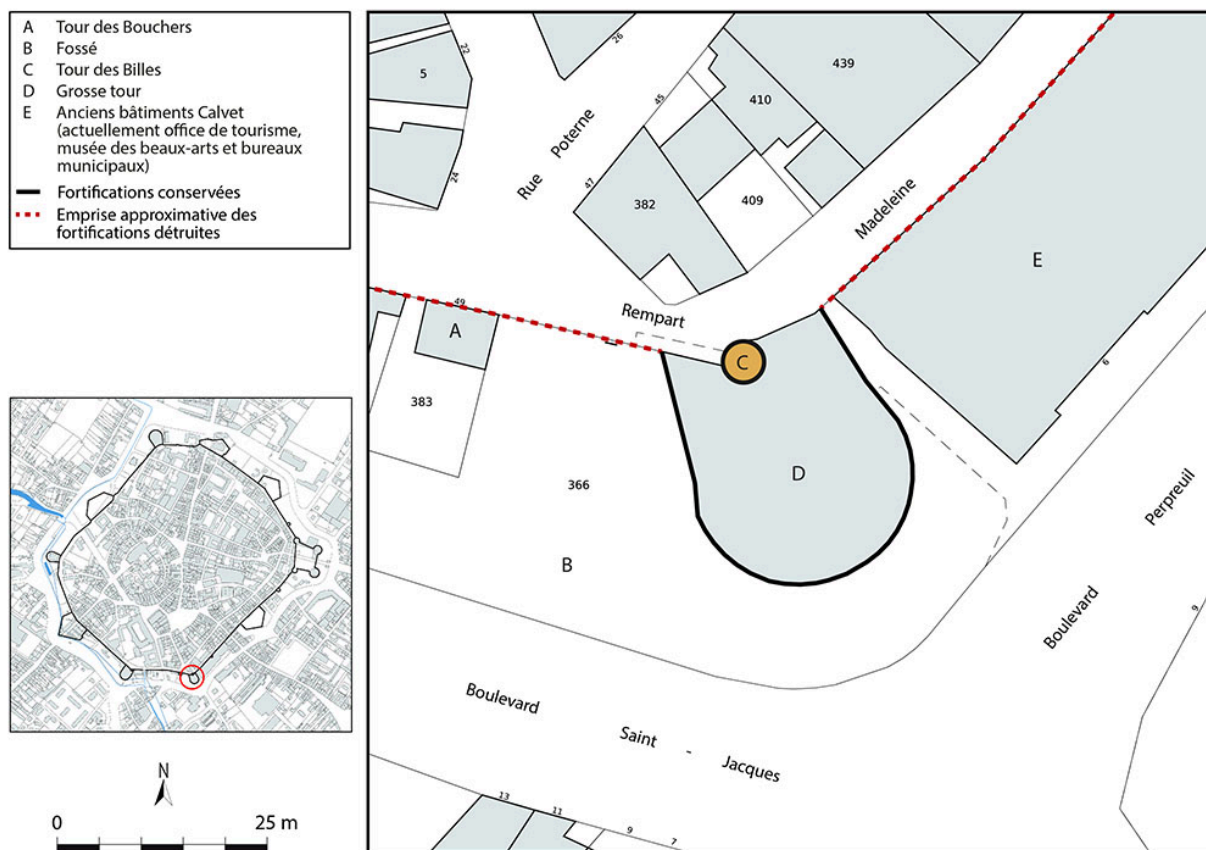 A Tour des Bouchers
B Fossé
C Tour des Billes
D Grosse tour
E Anciens bâtiments Calvet
(actuellement office de tourisme,
musée des beaux-arts et bureaux
municipaux)
Fortifications conservées
Emprise approximative des
fortifications détruites
N
0 25 m
22
26
5
439
45
410
Rue Poterne
24
47
382
409
Madeleine
E
Rempart
49
A
C
6
383
366
D
B
Perpreuil
Boulevard
9
Boulevard
Saint
-
Jacques
13
11
9
7